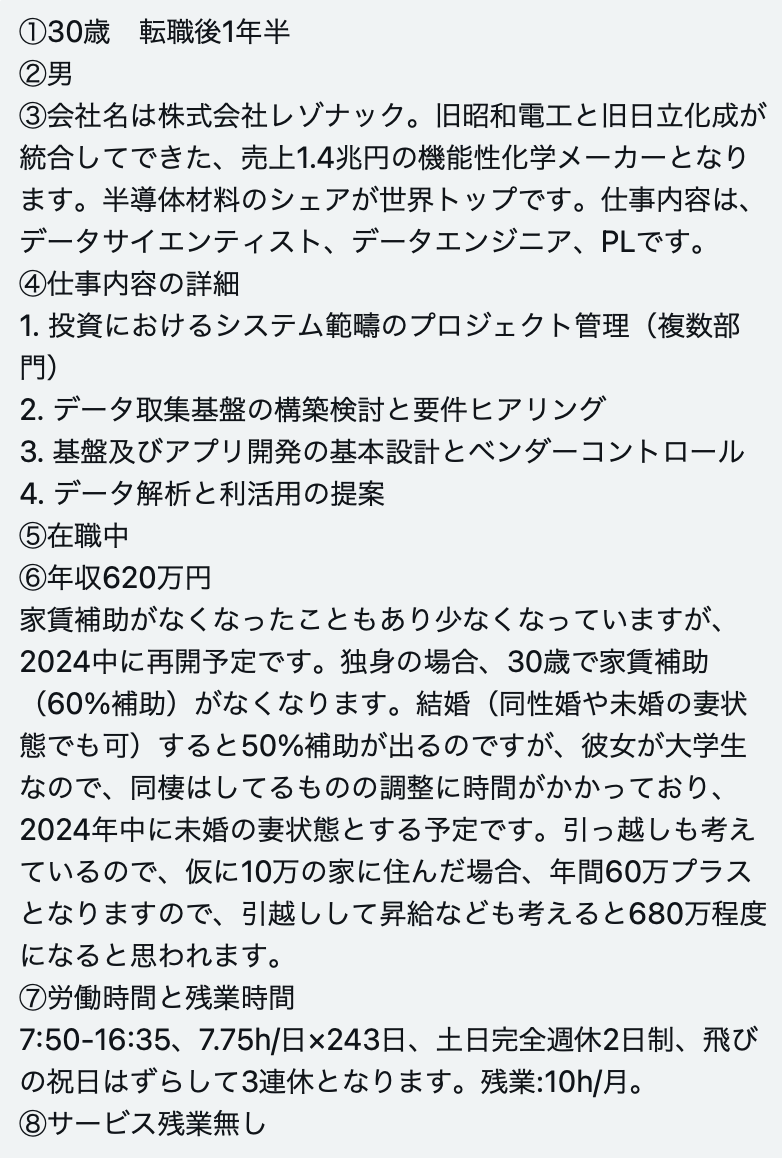 ①30歳　転職後1年半
②男
③会社名は株式会社レゾナック。旧昭和電工と旧日立化成が
統合してできた、売上1.4兆円の機能性化学メーカーとなり
ます。半導体材料のシェアが世界トップです。仕事内容は、
データサイエンティスト、データエンジニア、PLです。
④仕事内容の詳細
1. 投資におけるシステム範疇のプロジェクト管理（複数部
門）
2. データ取集基盤の構築検討と要件ヒアリング
3. 基盤及びアプリ開発の基本設計とベンダーコントロール
4. データ解析と利活用の提案
⑤在職中
⑥年収620万円
家賃補助がなくなったこともあり少なくなっていますが、
2024中に再開予定です。独身の場合、30歳で家賃補助
（60%補助）がなくなります。結婚（同性婚や未婚の妻状
態でも可）すると50%補助が出るのですが、彼女が大学生
なので、同棲はしてるものの調整に時間がかかっており、
2024年中に未婚の妻状態とする予定です。引っ越しも考え
ているので、仮に10万の家に住んだ場合、年間60万プラス
となりますので、引越しして昇給なども考えると680万程度
になると思われます。
⑦労働時間と残業時間
7:50-16:35、7.75h/日×243日、土日完全週休2日制、飛び
の祝日はずらして3連休となります。残業:10h/月。
⑧サービス残業無し